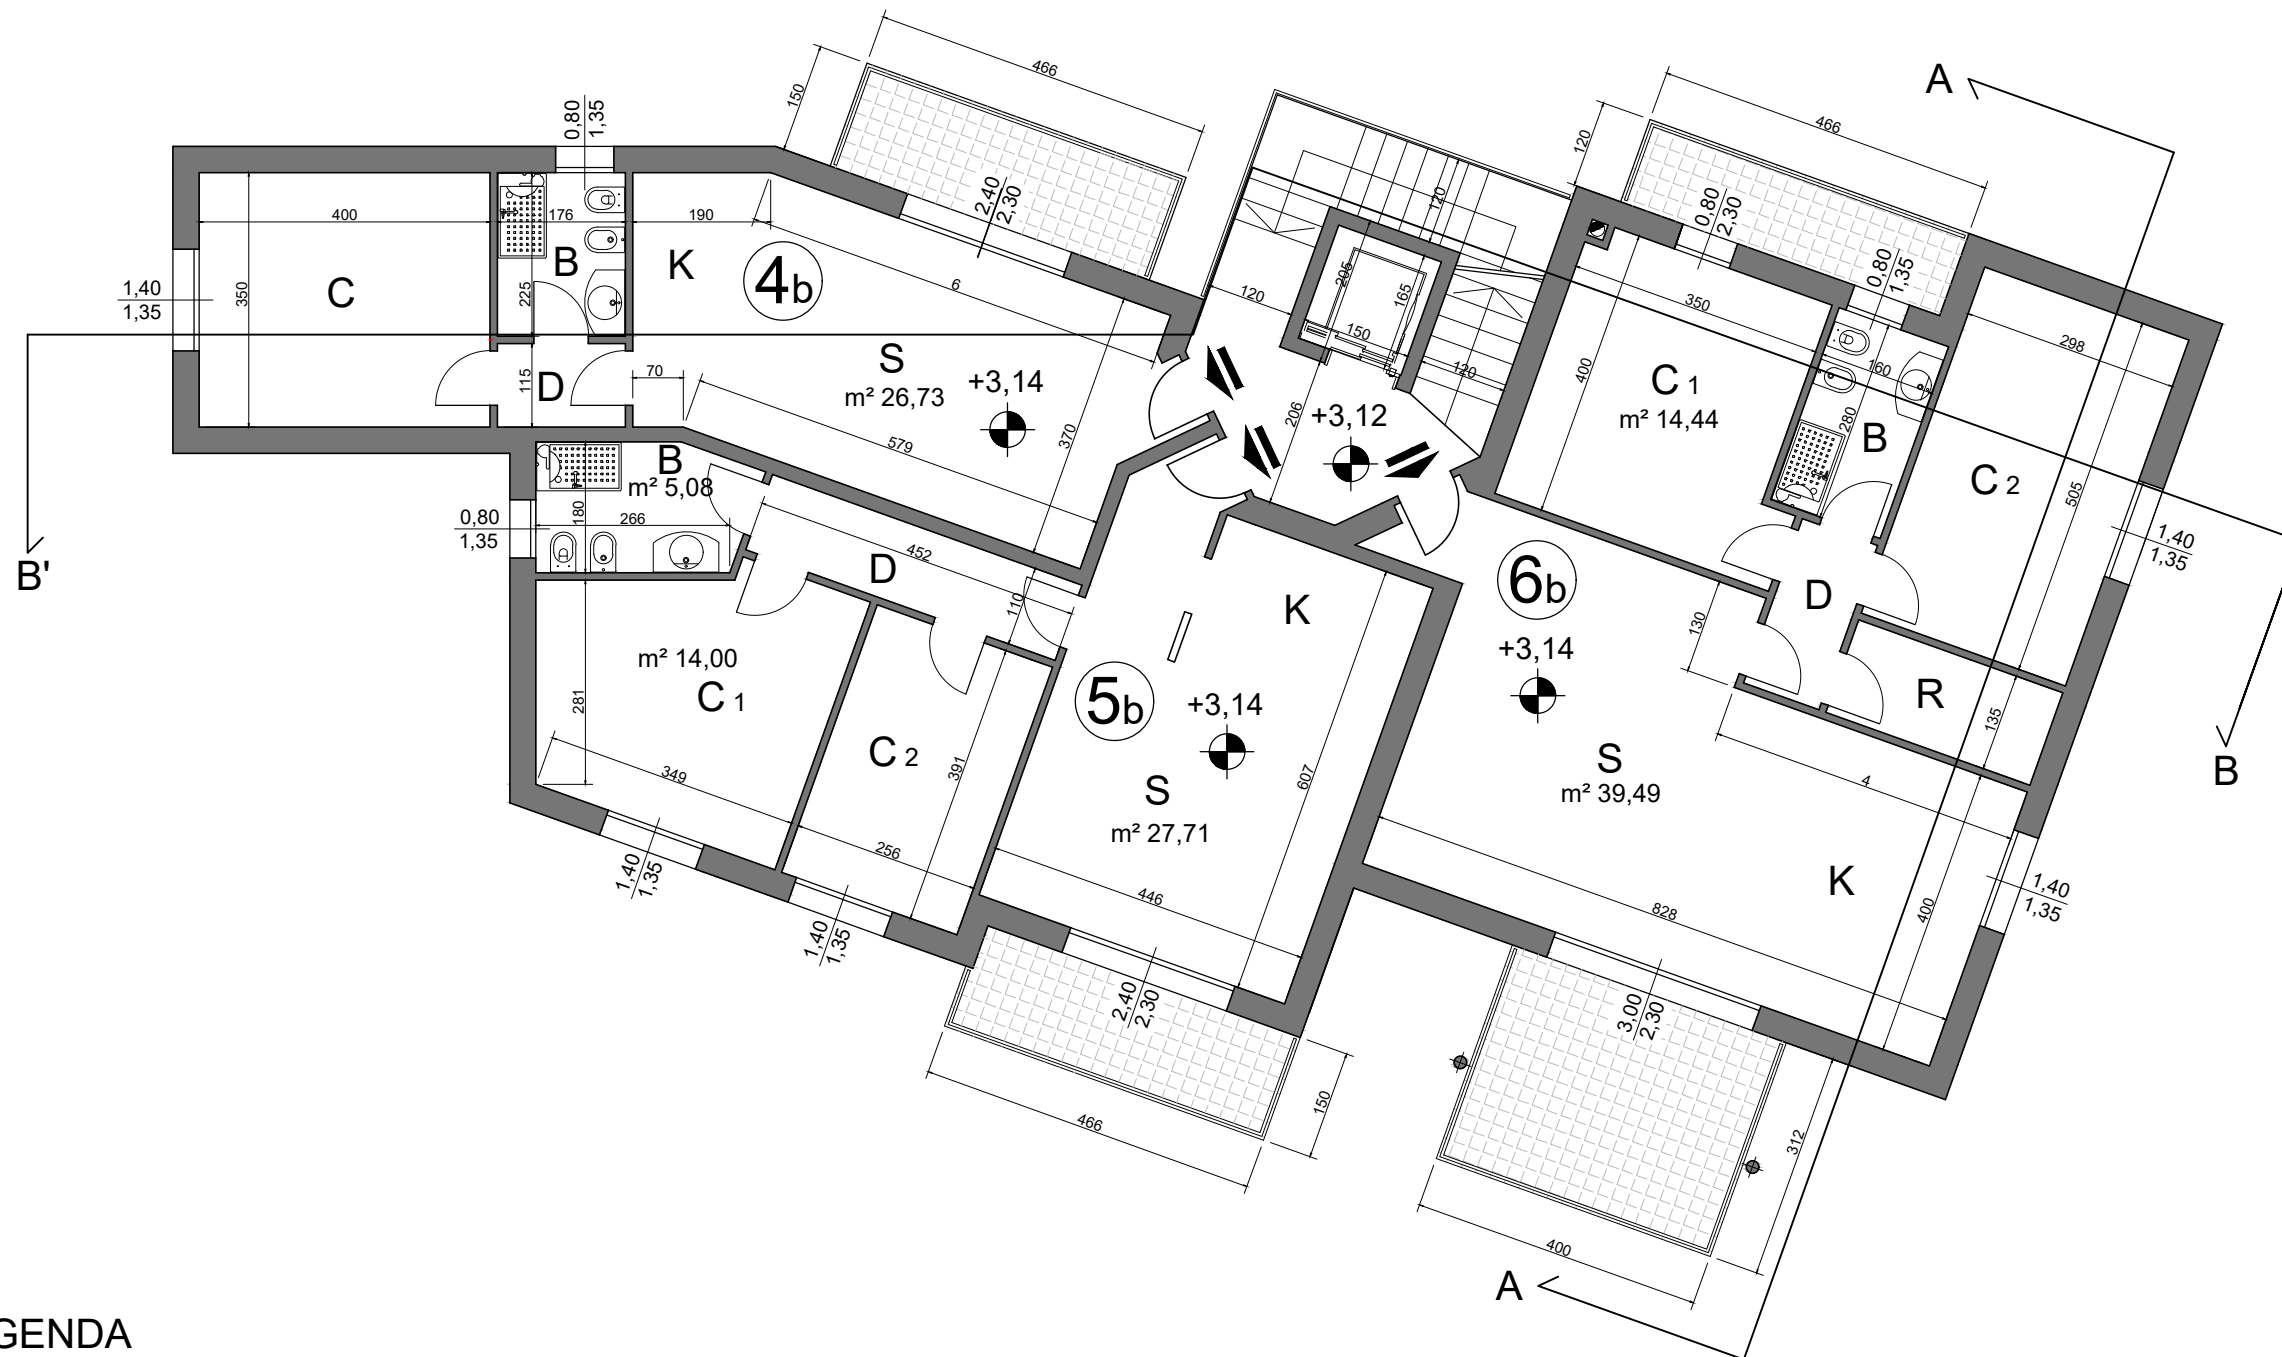 466
150
0,80
1,35
2,40
2,30
400
176
190
B
K
4b
6
225
C
350
1,40
1,35
115
D
70
S
m² 26,73
+3,14
579
370
120
120
205
165
150
120
206
+3,12
A
466
120
0,80
2,30
0,80
1,35
350
400
C 1
m² 14,44
160
280
B
298
505
C 2
1,40
1,35
B'
B
m² 5,08
180
266
0,80
1,35
452
D
110
m² 14,00
C 1
281
349
C 2
391
256
1,40
1,35
1,40
1,35
K
5b
+3,14
S
m² 27,71
607
446
2,40
2,30
466
150
6b
+3,14
130
D
R
135
S
m² 39,49
4
K
828
400
1,40
1,35
B
3,00
2,30
312
400
A
GENDA